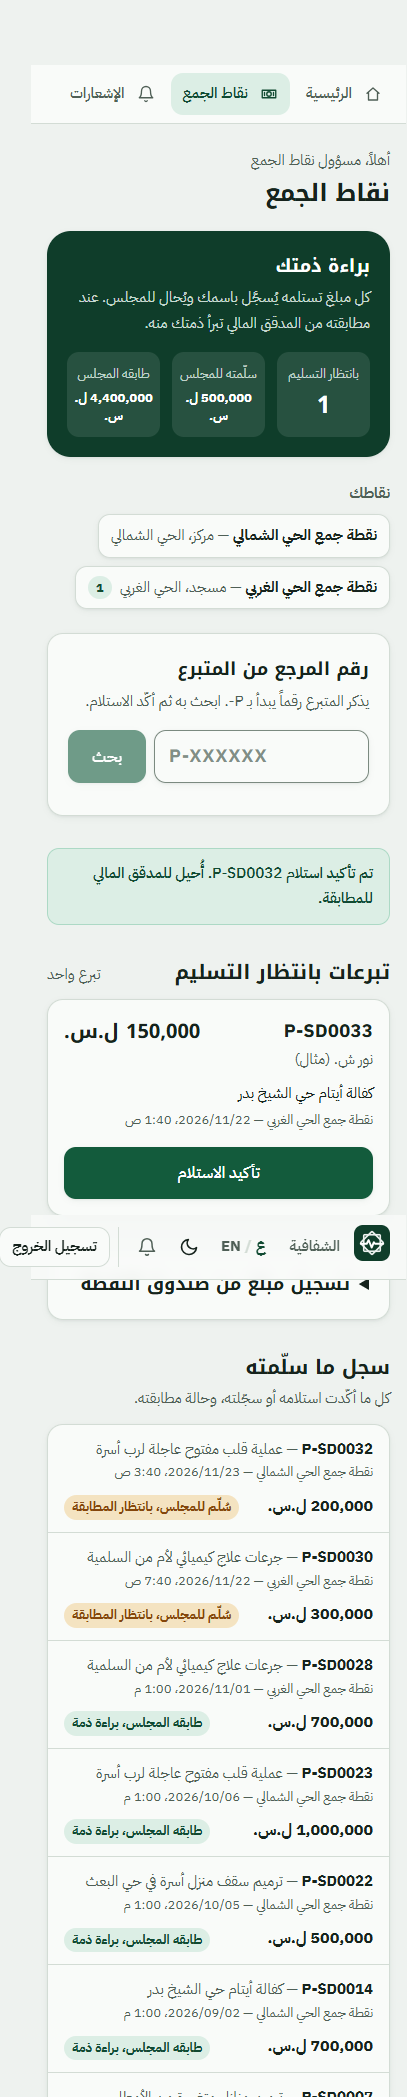 الرئيسية نقاط الجمع الإشعارات
أهلاً، مسؤول نقاط الجمع
نقاط الجمع
براءة ذمتك
كل مبلغ تستلمه يُسجَّل باسمك ويُحال للمجلس. عند
مطابقته من المدقق المالي تبرأ ذمتك منه.
بانتظار التسليم
1
سلّمته للمجلس
500,000 ل.
س.
طابقه المجلس
4,400,000 ل.
س.
نقاطك
نقطة جمع الحي الشمالي — مركز، الحي الشمالي
نقطة جمع الحي الغربي — مسجد، الحي الغربي 1
رقم المرجع من المتبرع
يذكر المتبرع رقماً يبدأ بـ P-. ابحث به ثم أكّد الاستلام.
P-XXXXXX بحث
تم تأكيد استلام P-SD0032. أُحيل للمدقق المالي
للمطابقة.
تبرعات بانتظار التسليم تبرع واحد
P-SD0033 150,000 ل.س.
نور ش. (مثال)
كفالة أيتام حي الشيخ بدر
نقطة جمع الحي الغربي — 2026/11/22، 1:40 ص
تأكيد الاستلام
الشفافية ع / EN تسجيل الخروج
تسجيل مبلغ من صندوق النقطة
سجل ما سلّمته
كل ما أكّدت استلامه أو سجّلته، وحالة مطابقته.
P-SD0032 — عملية قلب مفتوح عاجلة لرب أسرة
نقطة جمع الحي الشمالي — 2026/11/23، 3:40 ص
200,000 ل.س. سُلّم للمجلس، بانتظار المطابقة
P-SD0030 — جرعات علاج كيميائي لأم من السلمية
نقطة جمع الحي الغربي — 2026/11/22، 7:40 ص
300,000 ل.س. سُلّم للمجلس، بانتظار المطابقة
P-SD0028 — جرعات علاج كيميائي لأم من السلمية
نقطة جمع الحي الغربي — 2026/11/01، 1:00 م
700,000 ل.س. طابقه المجلس، براءة ذمة
P-SD0023 — عملية قلب مفتوح عاجلة لرب أسرة
نقطة جمع الحي الشمالي — 2026/10/06، 1:00 م
1,000,000 ل.س. طابقه المجلس، براءة ذمة
P-SD0022 — ترميم سقف منزل أسرة في حي البعث
نقطة جمع الحي الشمالي — 2026/10/05، 1:00 م
500,000 ل.س. طابقه المجلس، براءة ذمة
P-SD0014 — كفالة أيتام حي الشيخ بدر
نقطة جمع الحي الشمالي — 2026/09/02، 1:00 م
700,000 ل.س. طابقه المجلس، براءة ذمة